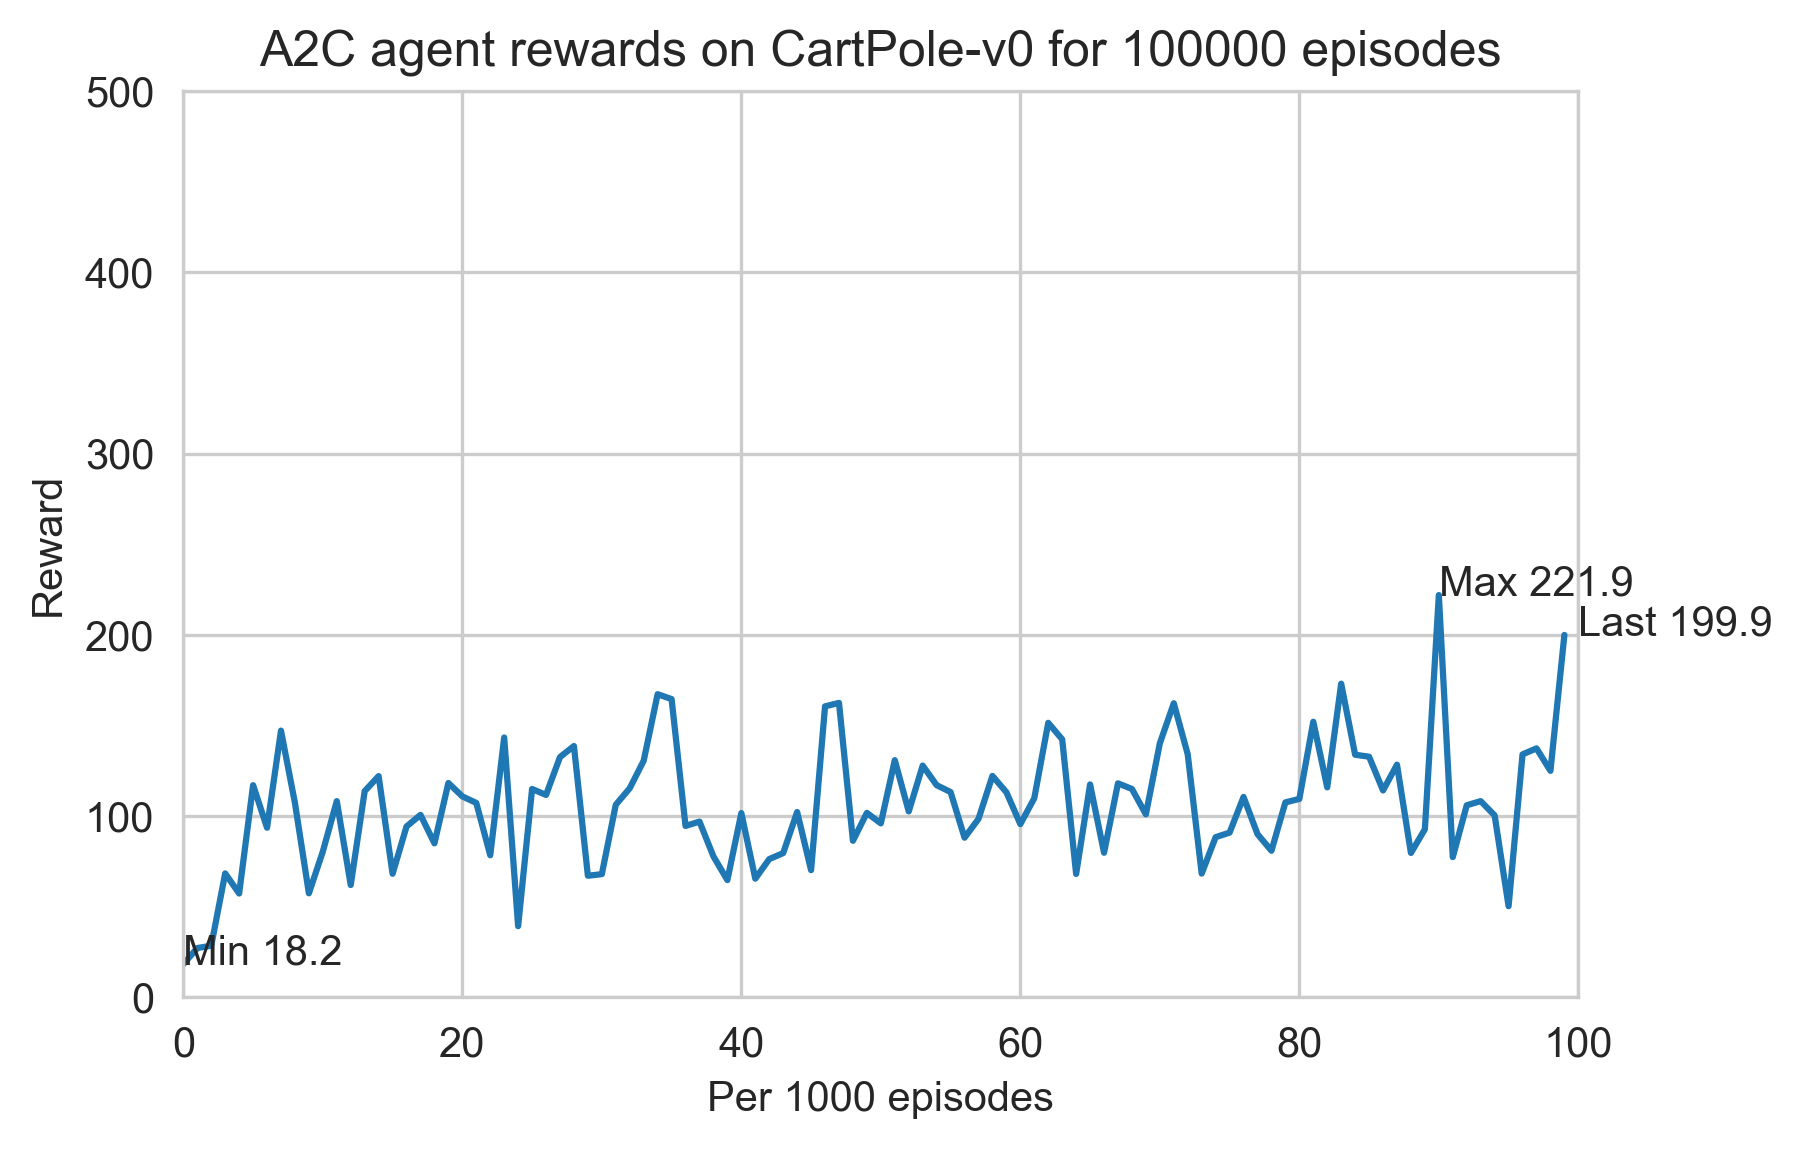 A2C agent rewards on CartPole-v0 for 100000 episodes
500
400
300
200
100
0
Reward
Max 221.9
Last 199.9
Min 18.2
0 20 40 60 80 100
Per 1000 episodes